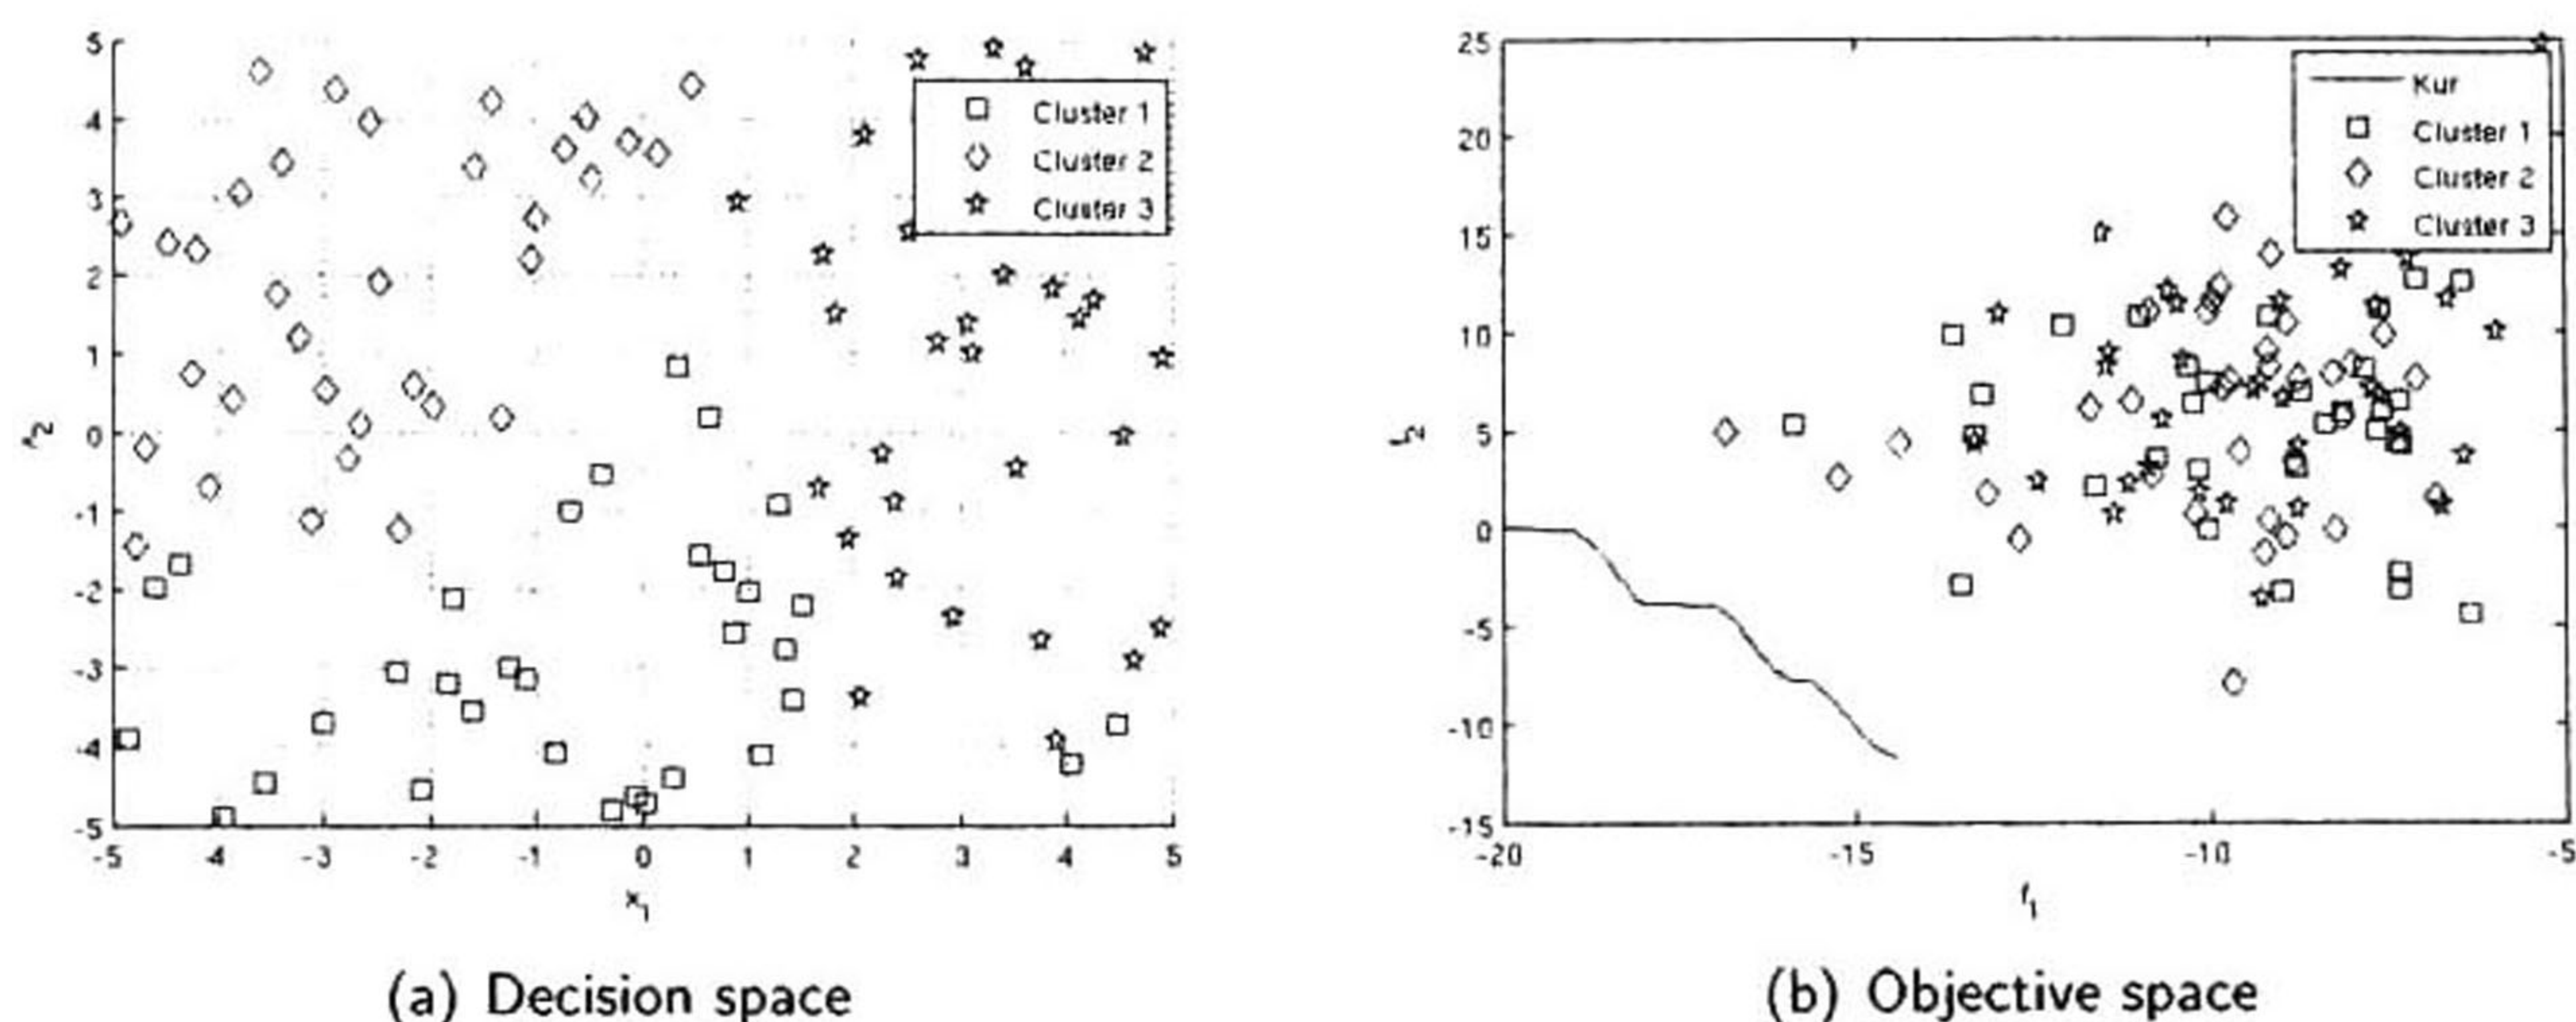 5
4
3
2
1
0
-1
-2
-3
-4
-5
-5 -4 -3 -2 -1 0 1 2 3 4 5
x1
Cluster 1
Cluster 2
Cluster 3
(a) Decision space
25
20
15
10
5
0
-5
-10
-15
-20 -15 -10 -5
f1
Kur
Cluster 1
Cluster 2
Cluster 3
(b) Objective space